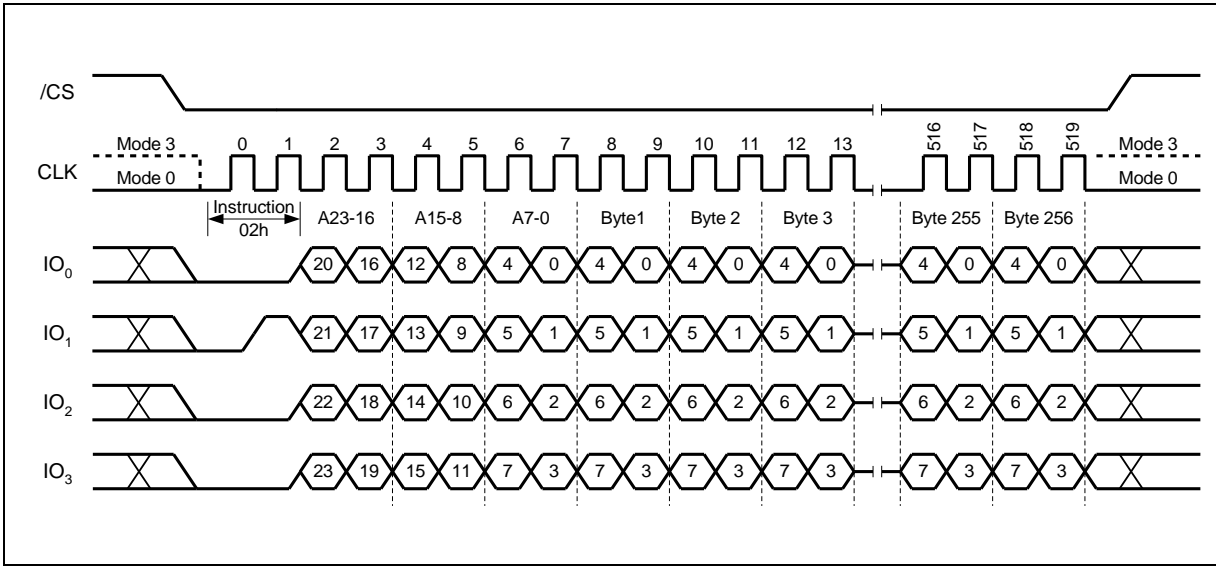 /CS
Mode 3 0 1 2 3 4 5 6 7 8 9 10 11 12 13 516 517 518 519 Mode 3
CLK
Mode 0 Mode 0
Instruction A23-16 A15-8 A7-0 Byte1 Byte 2 Byte 3 Byte 255 Byte 256
02h
IO0 20 16 12 8 4 0 4 0 4 0 4 0 4 0 4 0
IO1 21 17 13 9 5 1 5 1 5 1 5 1 5 1 5 1
IO2 22 18 14 10 6 2 6 2 6 2 6 2 6 2 6 2
IO3 23 19 15 11 7 3 7 3 7 3 7 3 7 3 7 3